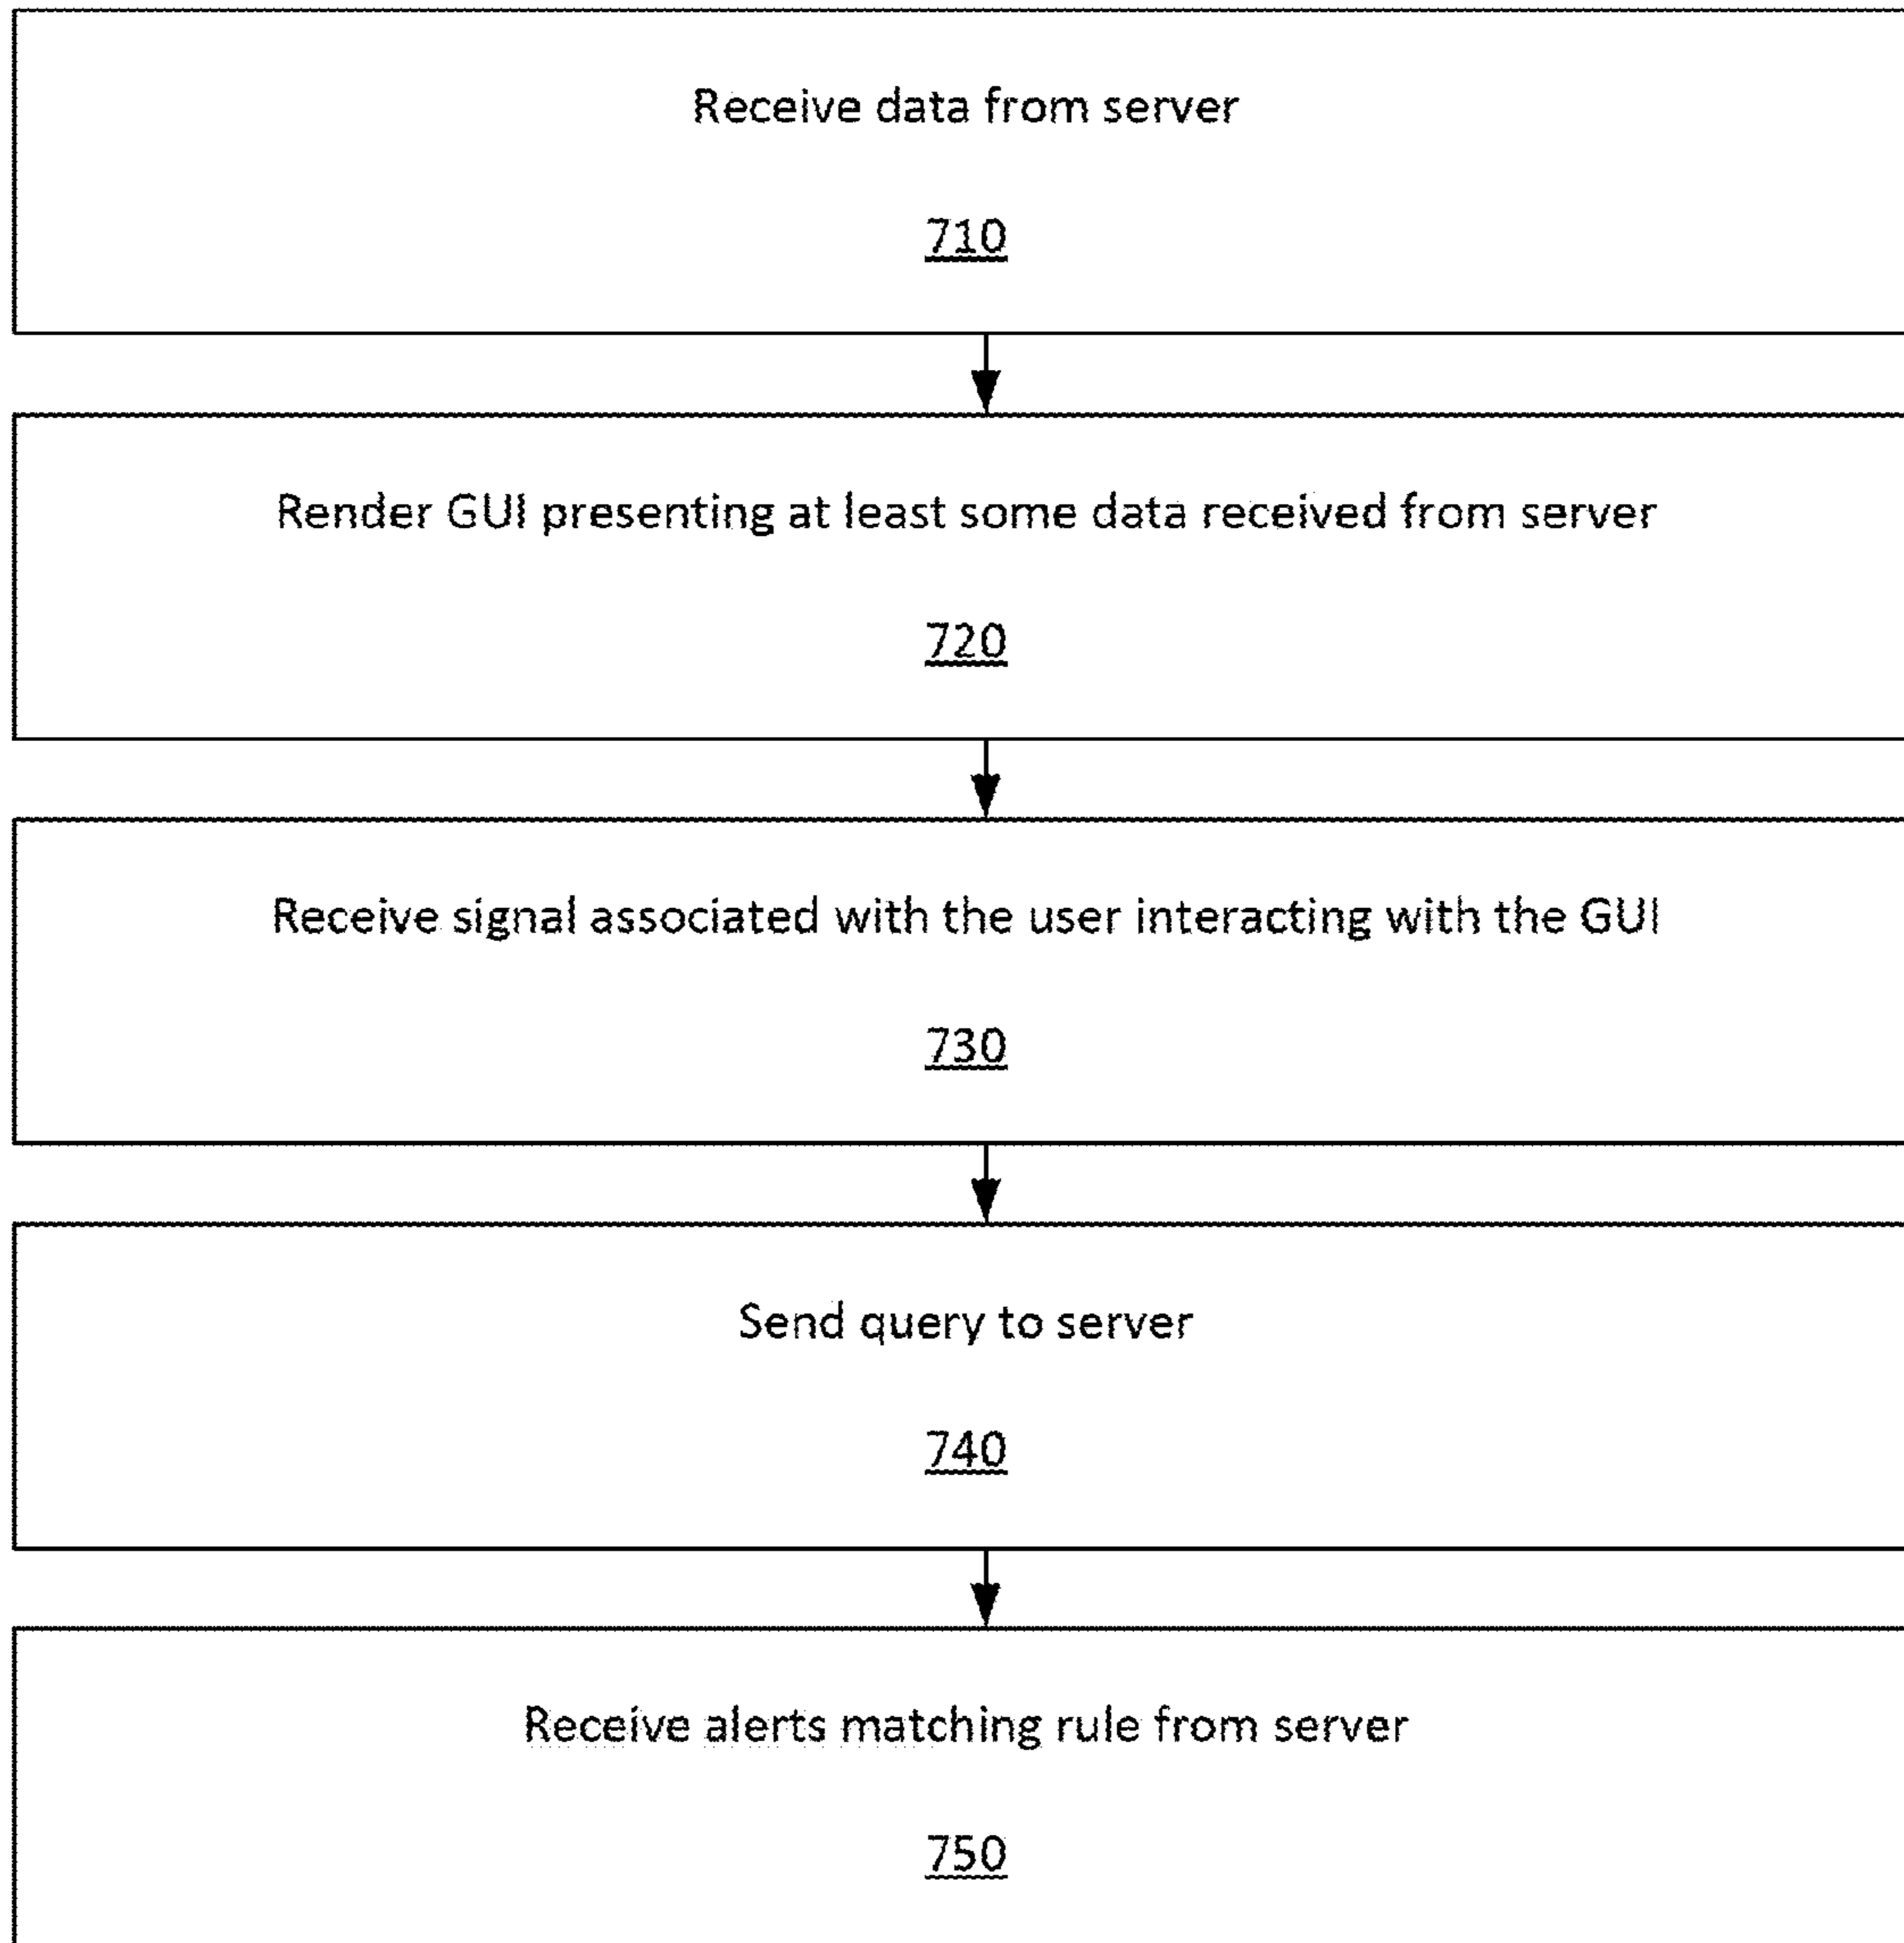 Receive data from server
710
Render GUI presenting at least some data received from server
720
Receive signal associated with the user interacting with the GUI
730
Send query to server
740
Receive alerts matching rule from server
750